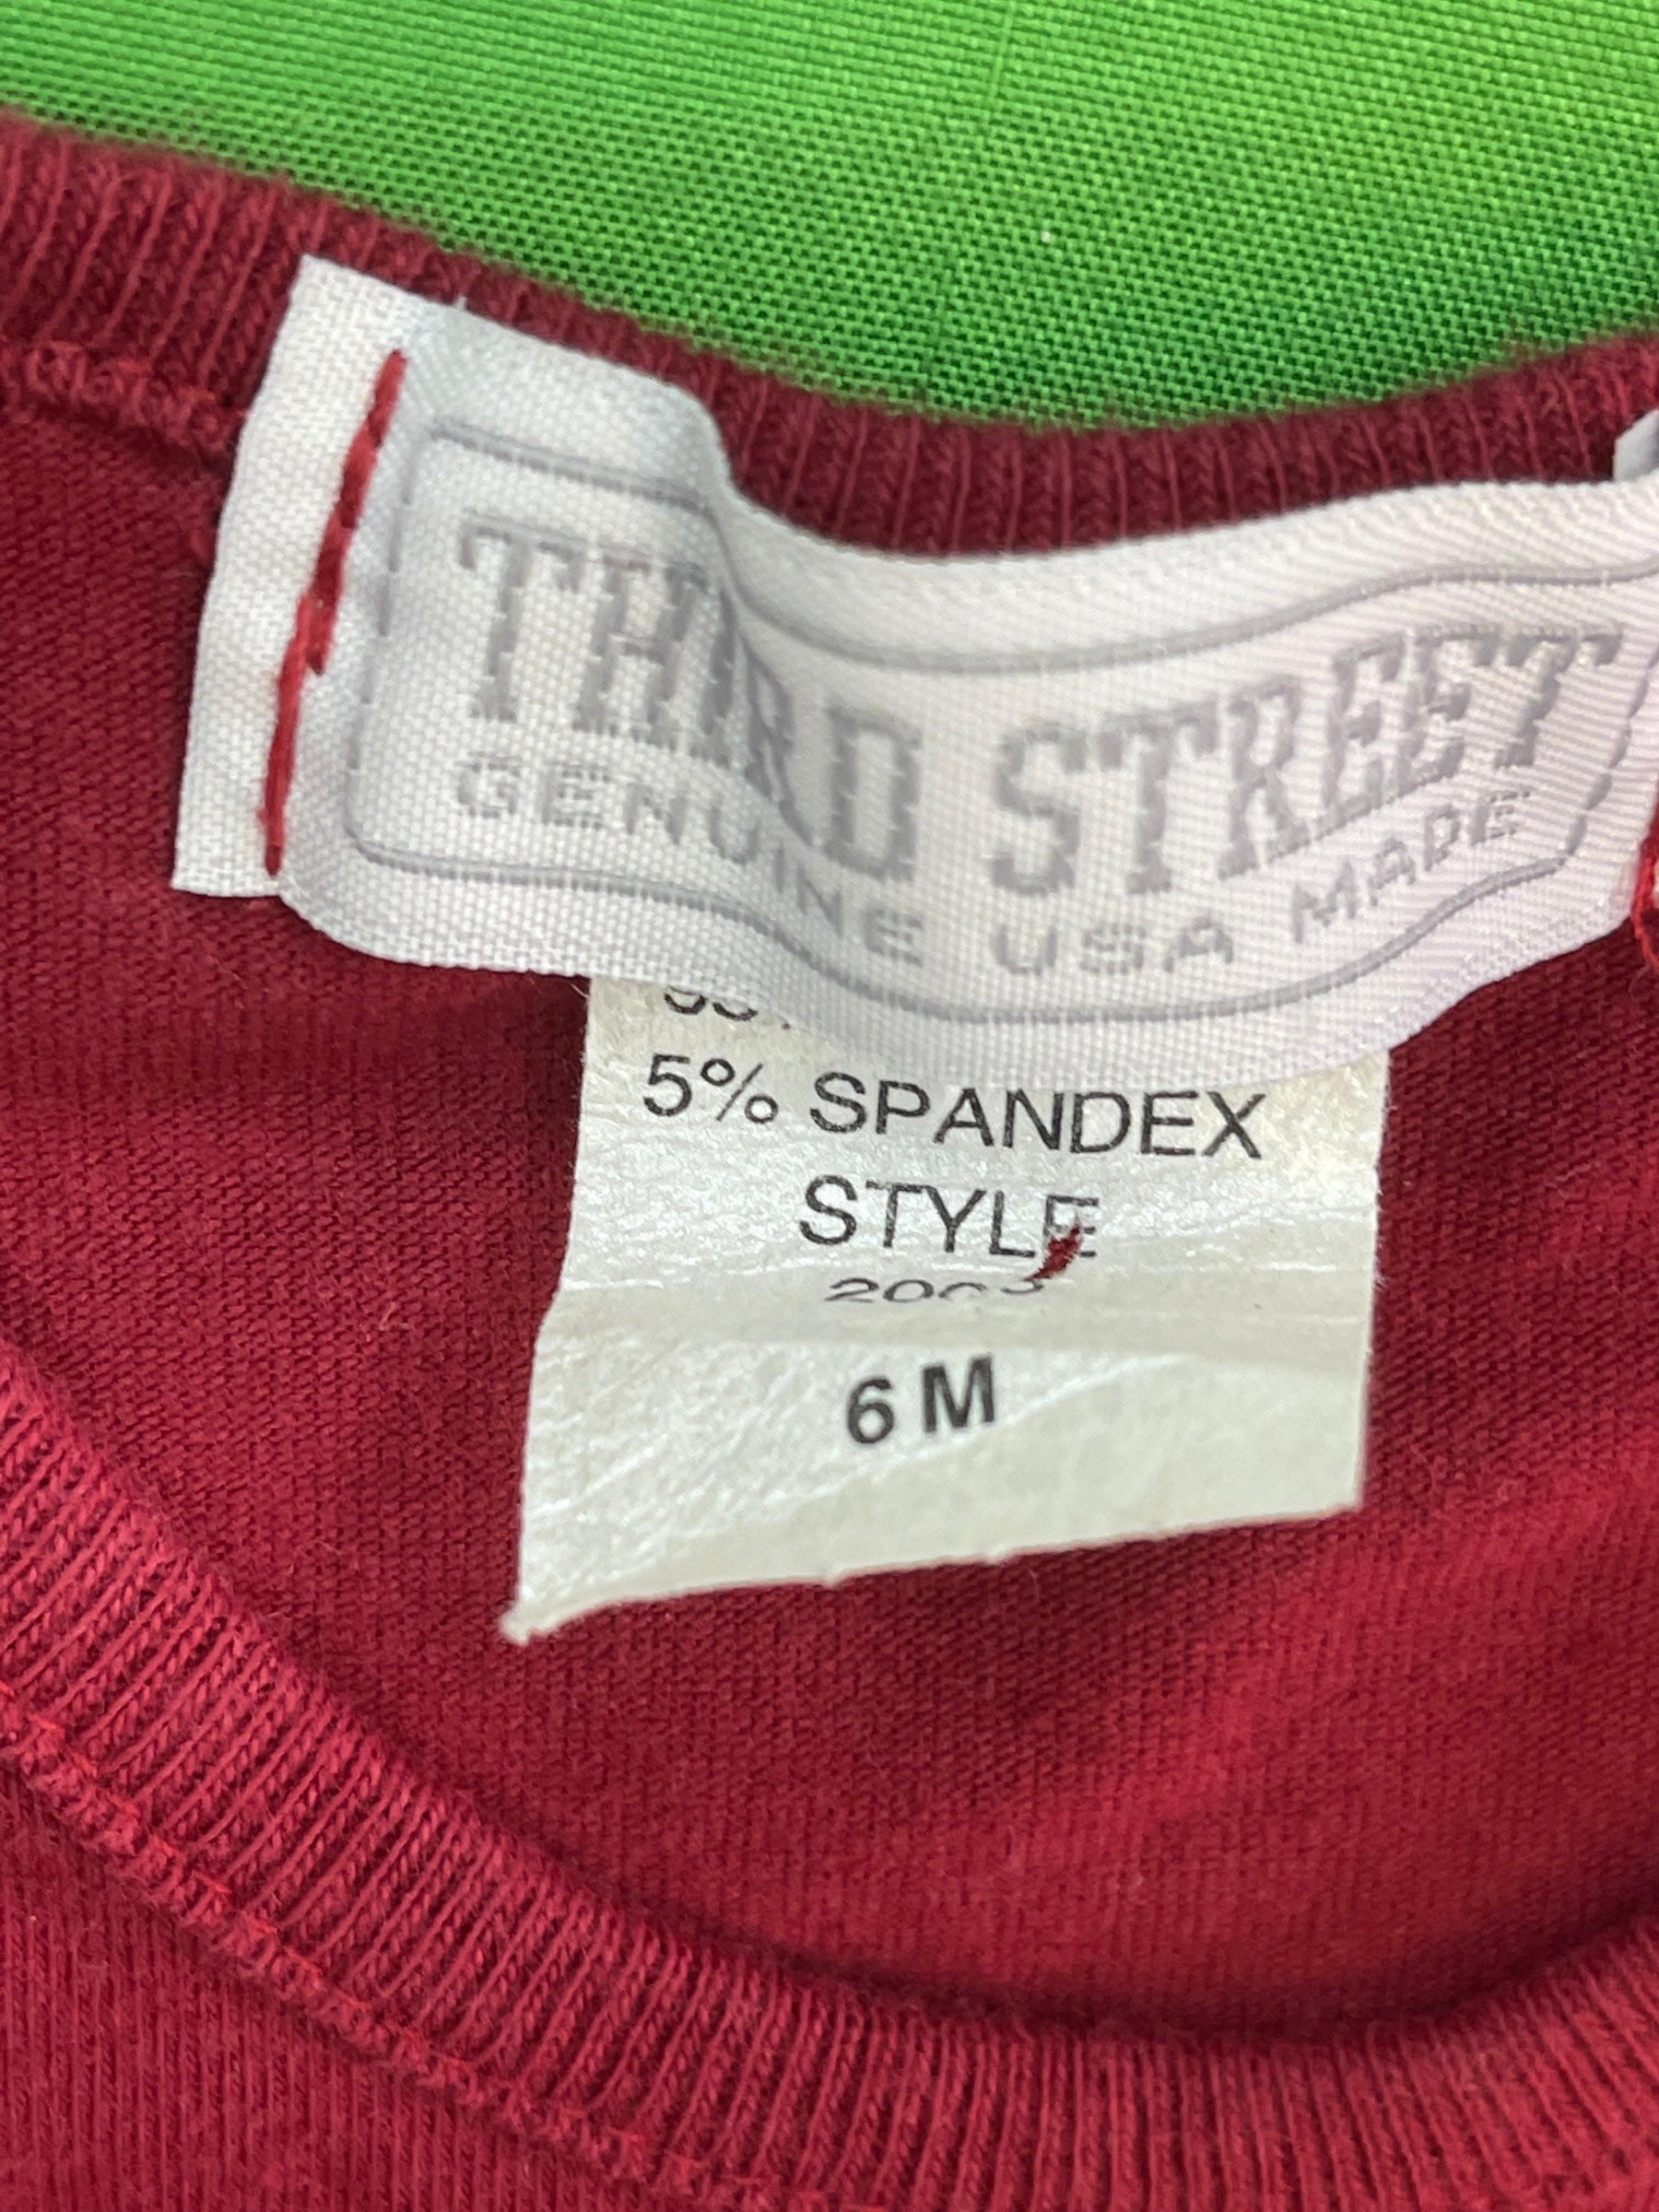 THIRD STREET
GENUINE USA MADE
5% SPANDEX
STYLE
6 M